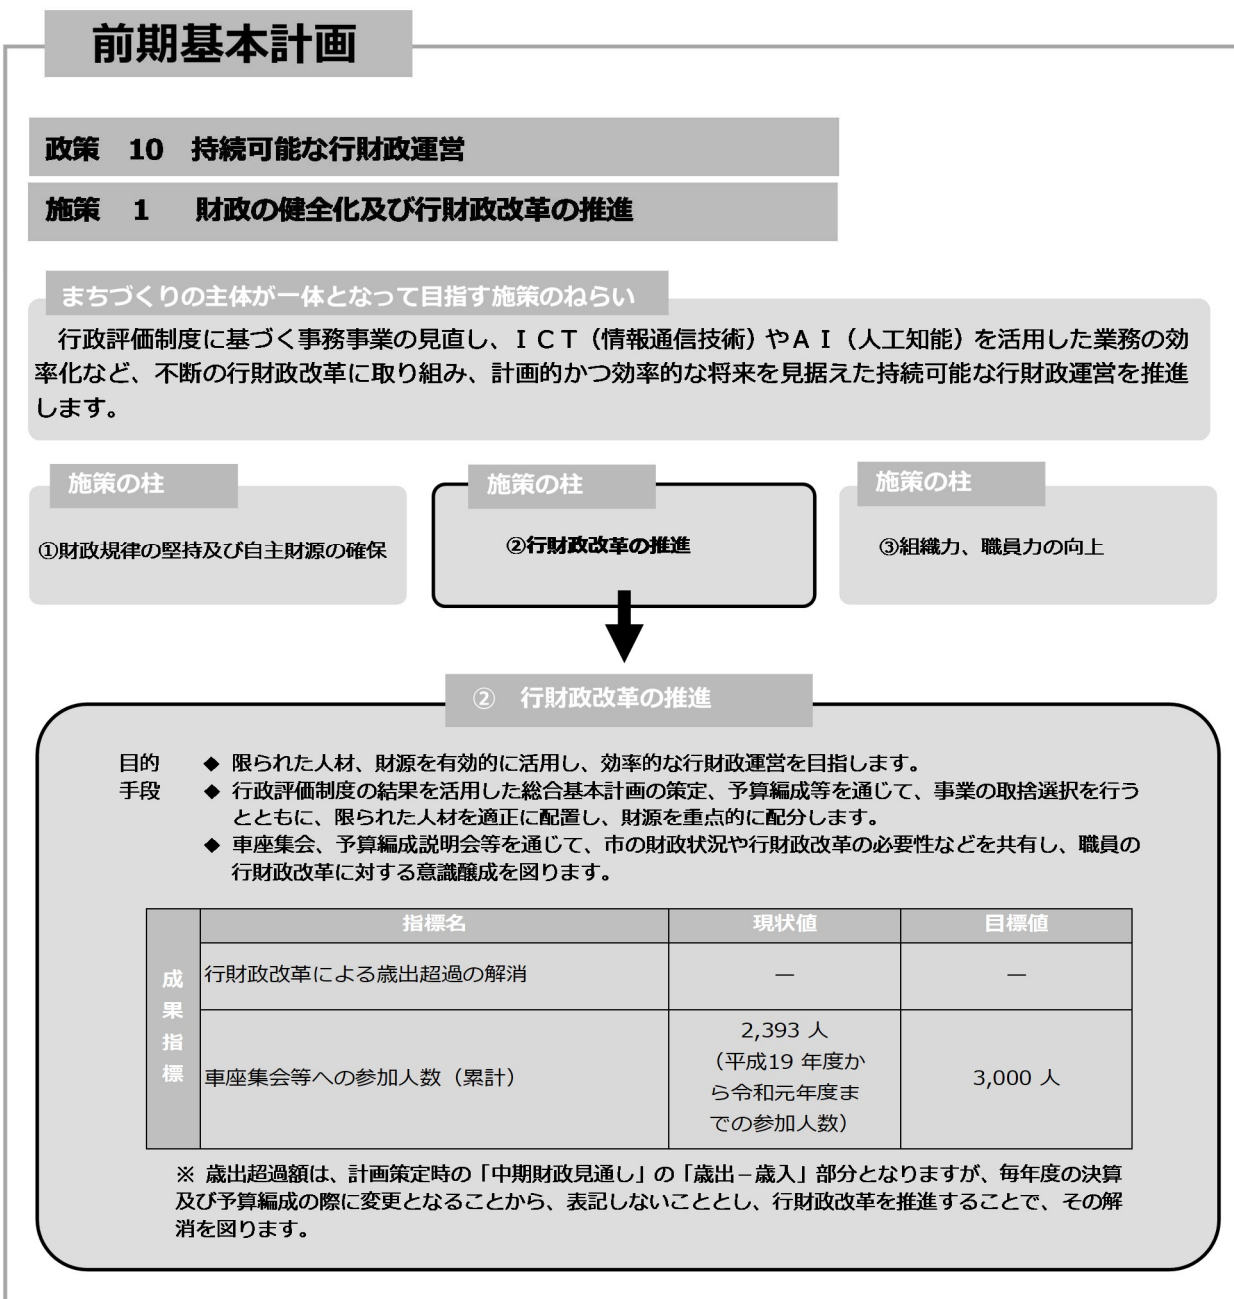 前期基本計画
政策　10　持続可能な行財政運営
施策　1　財政の健全化及び行財政改革の推進
まちづくりの主体が一体となって目指す施策のねらい
行政評価制度に基づく事務事業の見直し、ＩＣＴ（情報通信技術）やＡＩ（人工知能）を活用した業務の効
率化など、不断の行財政改革に取り組み、計画的かつ効率的な将来を見据えた持続可能な行財政運営を推進
します。
施策の柱
①財政規律の堅持及び自主財源の確保
施策の柱
②行財政改革の推進
施策の柱
③組織力、職員力の向上
②　行財政改革の推進
目的　◆ 限られた人材、財源を有効的に活用し、効率的な行財政運営を目指します。
手段　◆ 行政評価制度の結果を活用した総合基本計画の策定、予算編成等を通じて、事業の取捨選択を行う
とともに、限られた人材を適正に配置し、財源を重点的に配分します。
◆ 車座集会、予算編成説明会等を通じて、市の財政状況や行財政改革の必要性などを共有し、職員の
行財政改革に対する意識醸成を図ります。
成果指標
指標名　現状値　目標値
行財政改革による歳出超過の解消　―　―
車座集会等への参加人数（累計）
2,393 人
（平成19 年度か
ら令和元年度ま
での参加人数）
3,000 人
※ 歳出超過額は、計画策定時の「中期財政見通し」の「歳出－歳入」部分となりますが、毎年度の決算
及び予算編成の際に変更となることから、表記しないこととし、行財政改革を推進することで、その解
消を図ります。